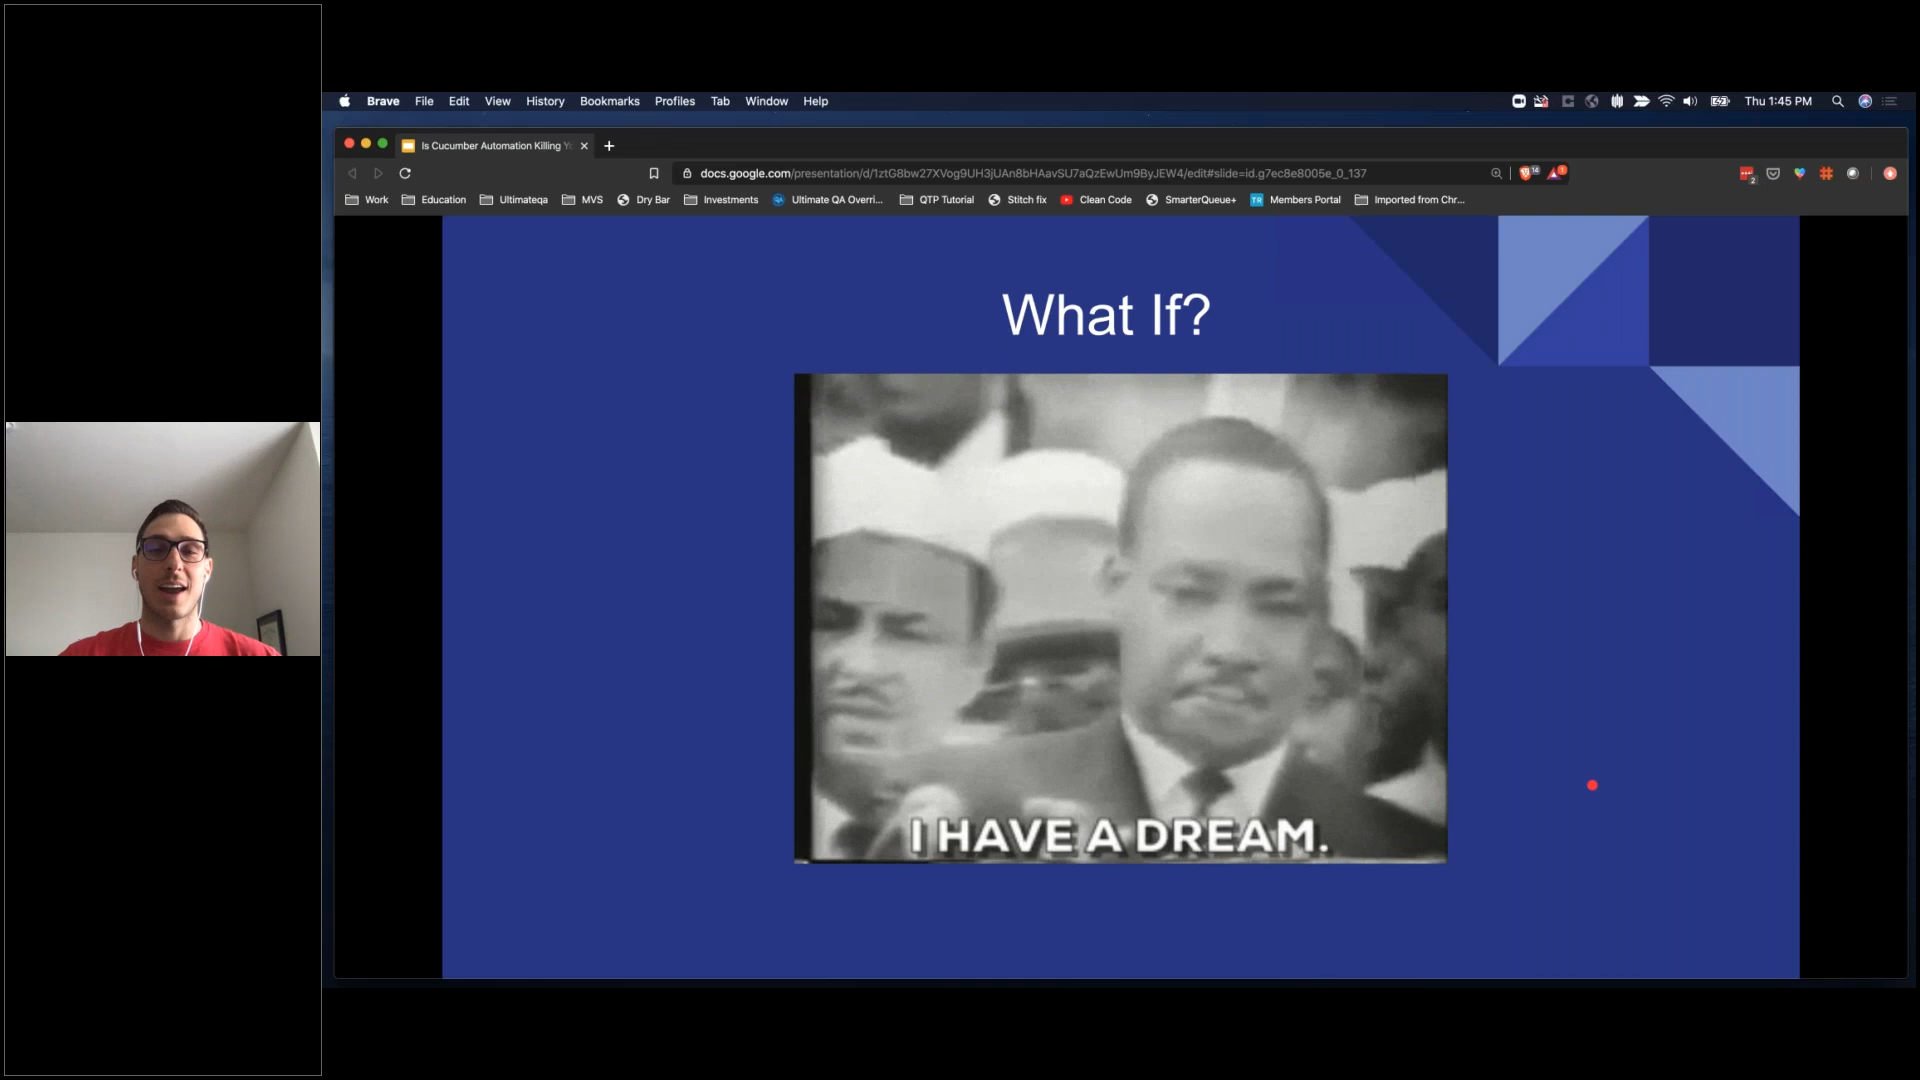 Brave File Edit View History Bookmarks Profiles Tab Window Help Thu 1:45 PM
Is Cucumber Automation Killing Y
docs.google.com/presentation/d/1ztG8bw27XVog9UH3jUAn8bHAavSU7aQzEwUm9ByJEW4/edit#slide=id.g7ec8e8005e_0_137
Work Education Ultimateqa MVS Dry Bar Investments Ultimate QA Overri... QTP Tutorial Stitch fix Clean Code SmarterQueue+ TR Members Portal Imported from Chr...
What If?
I HAVE A DREAM.